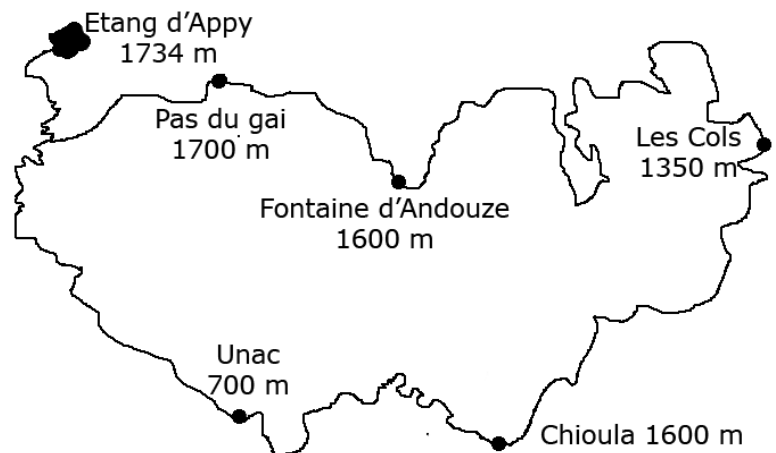 Etang d'Appy
1734 m
Pas du gai
1700 m
Les Cols
1350 m
Fontaine d'Andouze
1600 m
Unac
700 m
Chioula 1600 m